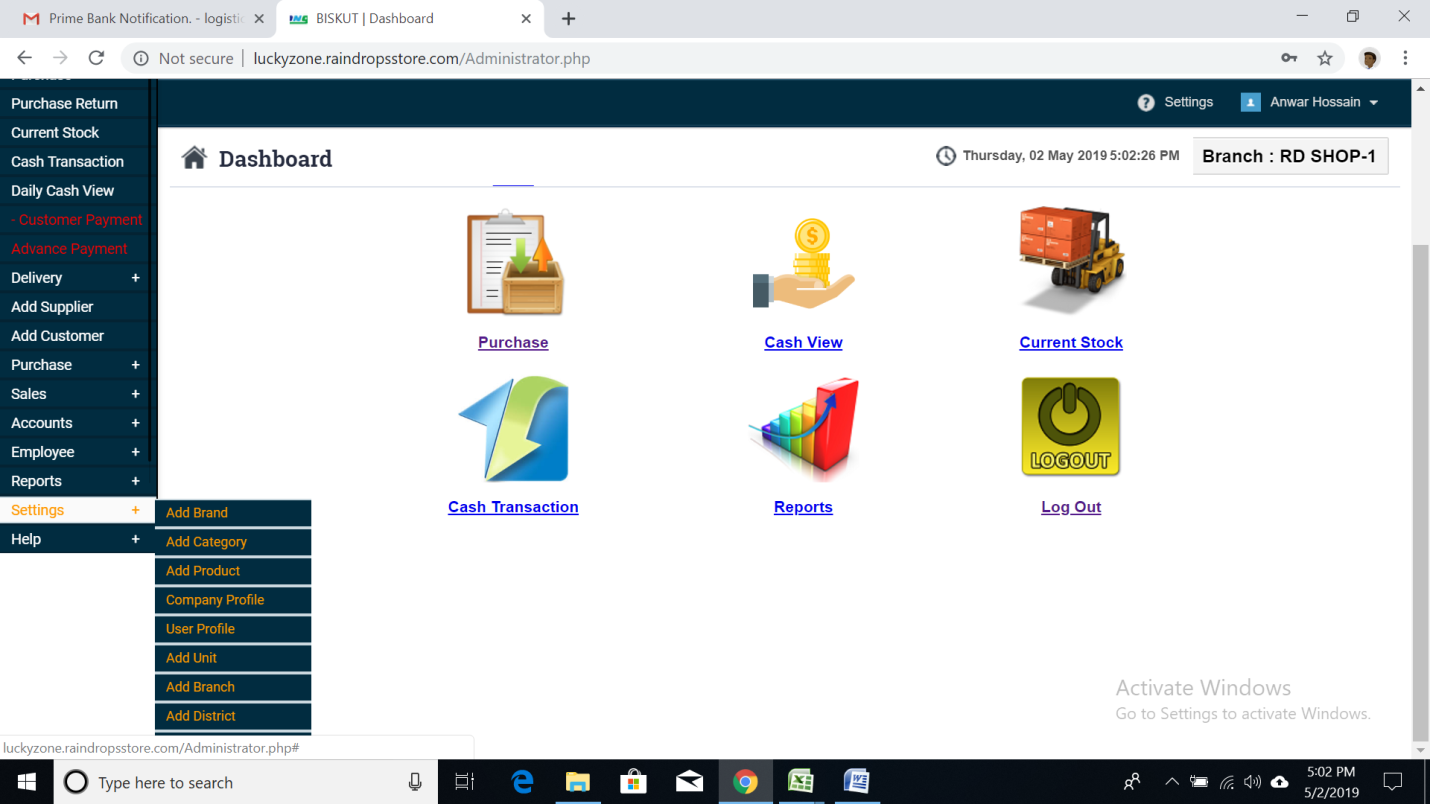 Prime Bank Notification. - logistic
BISKUT | Dashboard
Not secure | luckyzone.raindropsstore.com/Administrator.php
Purchase Return
Current Stock
Cash Transaction
Daily Cash View
- Customer Payment
Advance Payment
Delivery +
Add Supplier
Add Customer
Purchase +
Sales +
Accounts +
Employee +
Reports +
Settings +
Help +
Add Brand
Add Category
Add Product
Company Profile
User Profile
Add Unit
Add Branch
Add District
? Settings
Anwar Hossain
Dashboard
Thursday, 02 May 2019 5:02:26 PM
Branch : RD SHOP-1
Purchase
Cash View
Current Stock
LOGOUT
Cash Transaction
Reports
Log Out
Activate Windows
Go to Settings to activate Windows.
luckyzone.raindropsstore.com/Administrator.php#
Type here to search
5:02 PM
5/2/2019